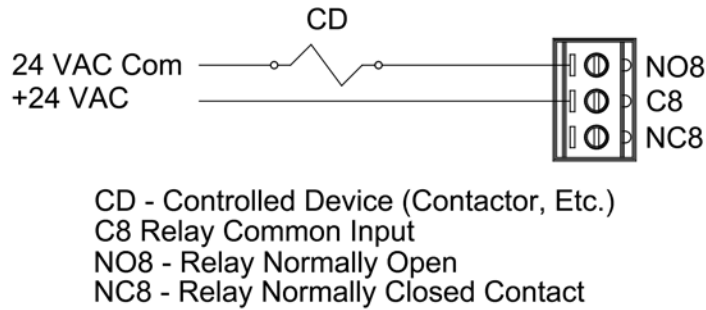 CD
24 VAC Com
+24 VAC
NO8
C8
NC8
CD - Controlled Device (Contactor, Etc.)
C8 Relay Common Input
NO8 - Relay Normally Open
NC8 - Relay Normally Closed Contact